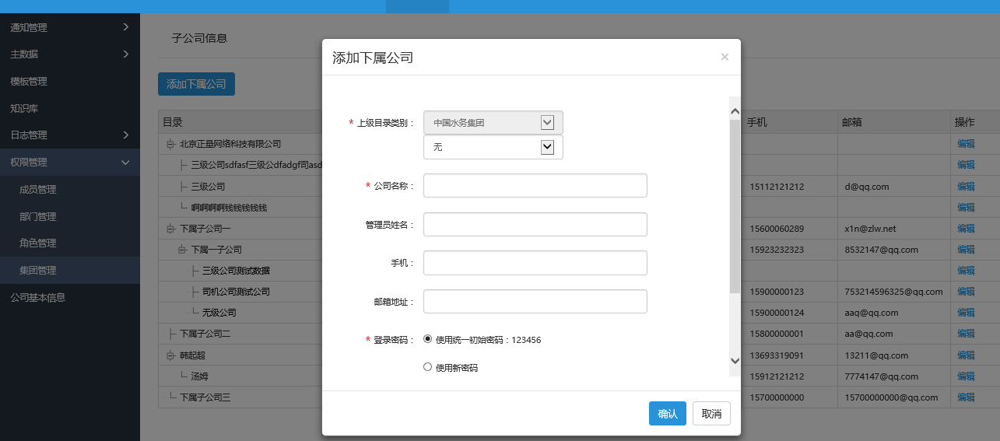 通知管理
主数据
模板管理
知识库
日志管理
权限管理
成员管理
部门管理
角色管理
集团管理
公司基本信息
子公司信息
添加下属公司
目录 手机 邮箱 操作
北京正垦网络科技有限公司 编辑
三级公司sdfasf三级公dfadgf司asd 编辑
三级公司 15112121212 d@qq.com 编辑
啊啊啊啊钱钱钱钱钱 编辑
下属子公司一 15600060289 x1n@zlw.net 编辑
下属一子公司 15923232323 8532147@qq.com 编辑
三级公司测试数据 编辑
司机公司测试公司 15900000123 753214596325@qq.com 编辑
无级公司 15900000124 aaq@qq.com 编辑
下属子公司二 15800000001 aa@qq.com 编辑
韩起超 13693319091 13211@qq.com 编辑
汤姆 15912121212 7774147@qq.com 编辑
下属子公司三 15700000000 15700000000@qq.com 编辑
添加下属公司 ×
* 上级目录类别： 中国水务集团
无
* 公司名称：
管理员姓名：
手机：
邮箱地址：
* 登录密码： 使用统一初始密码：123456
使用新密码
确认 取消